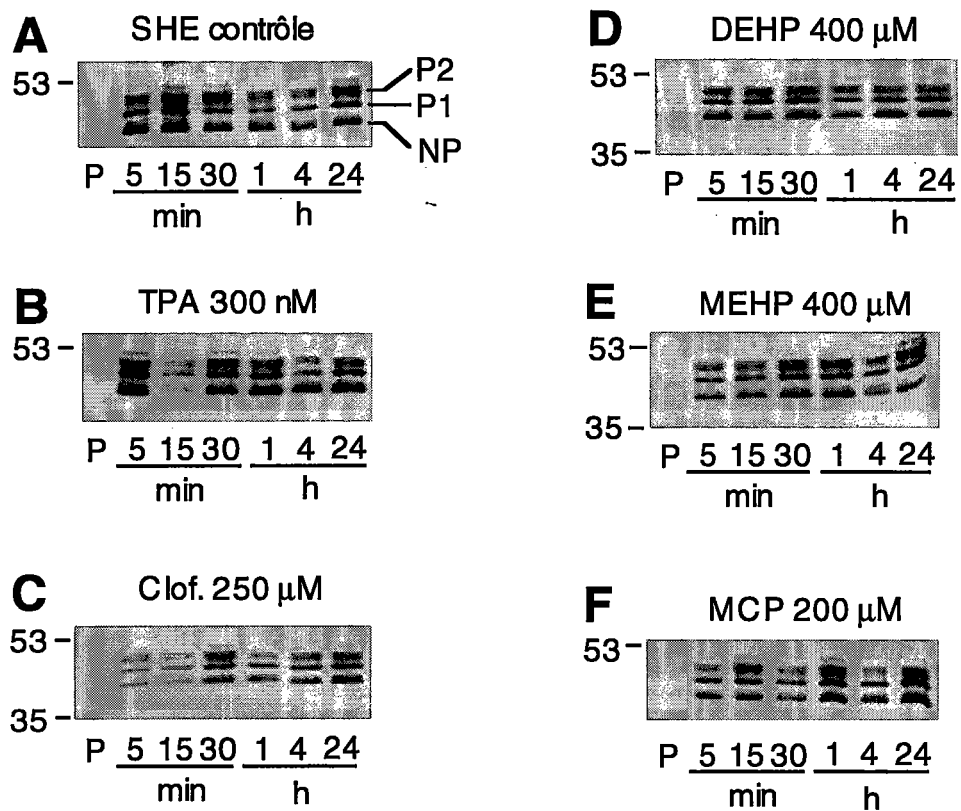 A SHE contrôle
53
P2
P1
NP
P 5 15 30 1 4 24
min h
B TPA 300 nM
53
P 5 15 30 1 4 24
min h
C Clof. 250 µM
53
35
P 5 15 30 1 4 24
min h
D DEHP 400 µM
53
35
P 5 15 30 1 4 24
min h
E MEHP 400 µM
53
35
P 5 15 30 1 4 24
min h
F MCP 200 µM
53
P 5 15 30 1 4 24
min h